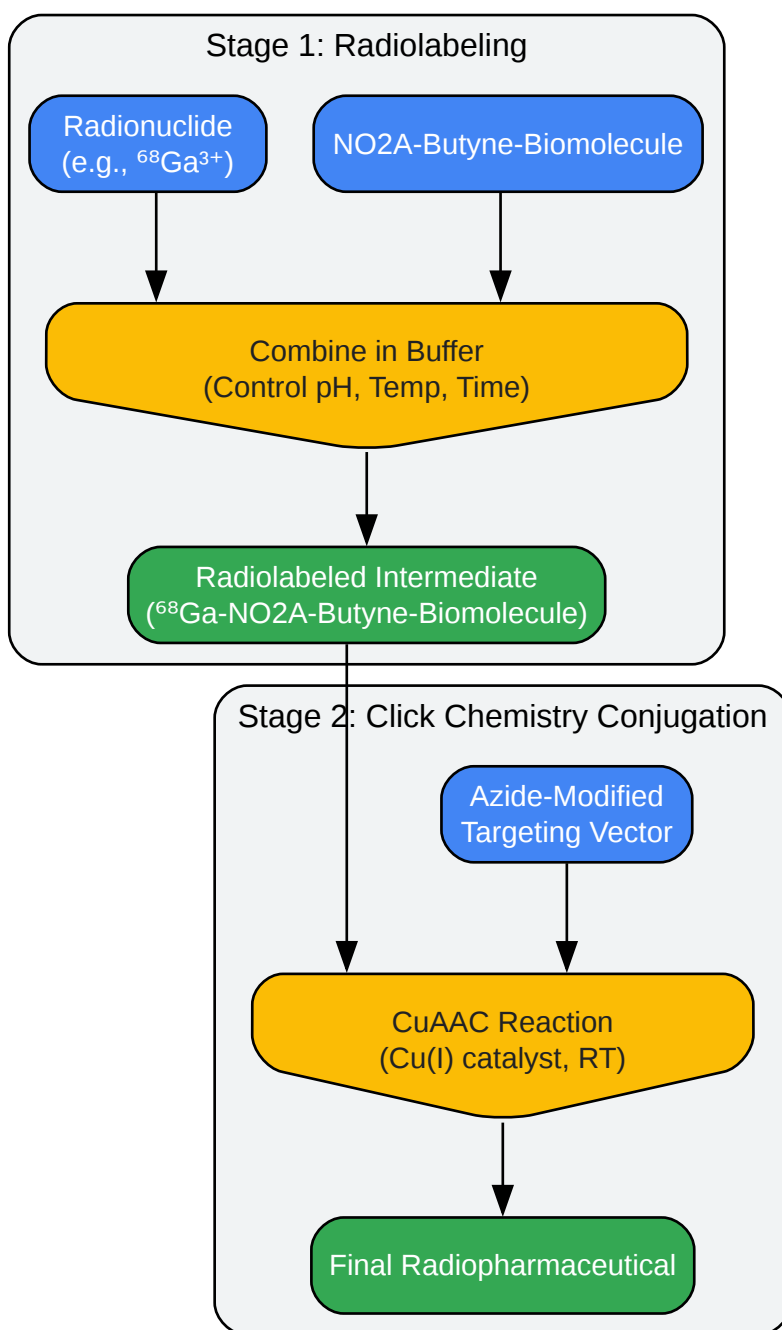 Stage 1: Radiolabeling
Radionuclide
(e.g., ⁶⁸Ga³⁺)
NO2A-Butyne-Biomolecule
Combine in Buffer
(Control pH, Temp, Time)
Radiolabeled Intermediate
(⁶⁸Ga-NO2A-Butyne-Biomolecule)
Stage 2: Click Chemistry Conjugation
Azide-Modified
Targeting Vector
CuAAC Reaction
(Cu(I) catalyst, RT)
Final Radiopharmaceutical